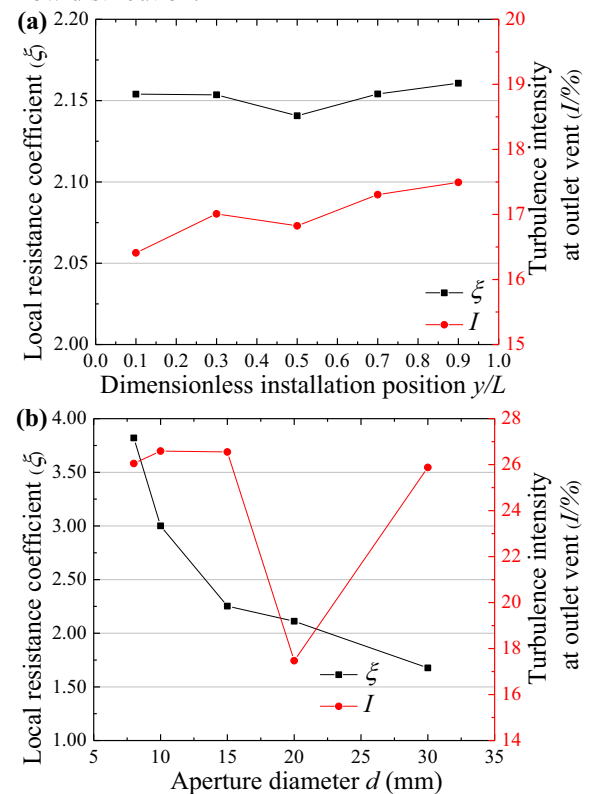 (a)
2.20
2.15
2.10
2.05
2.00
Local resistance coefficient (ξ)
20
19
18
17
16
15
Turbulence intensity
at outlet vent (I/%)
ξ
I
0.0 0.1 0.2 0.3 0.4 0.5 0.6 0.7 0.8 0.9 1.0
Dimensionless installation position y/L
(b)
4.00
3.50
3.00
2.50
2.00
1.50
1.00
Local resistance coefficient (ξ)
28
26
24
22
20
18
16
14
Turbulence intensity
at outlet vent (I/%)
ξ
I
5 10 15 20 25 30 35
Aperture diameter d (mm)